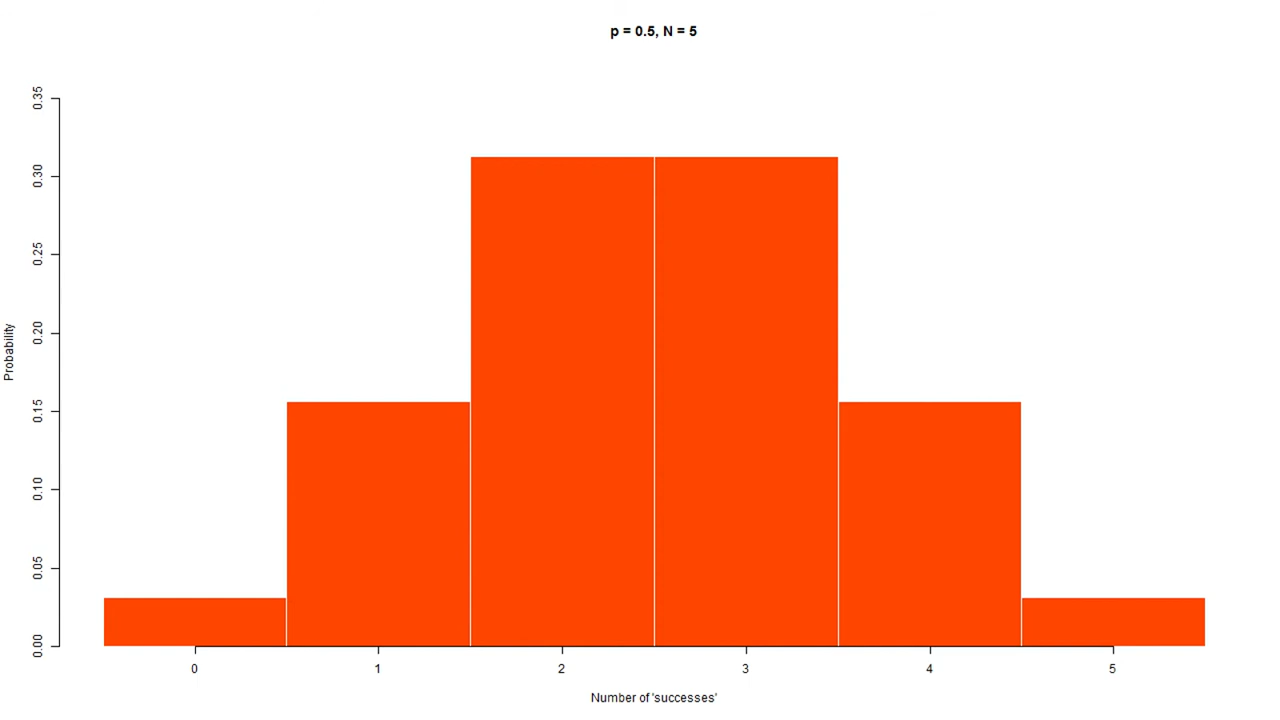 p = 0.5, N = 5
0.35
0.30
0.25
0.20
0.15
0.10
0.05
0.00
Probability
0 1 2 3 4 5
Number of 'successes'